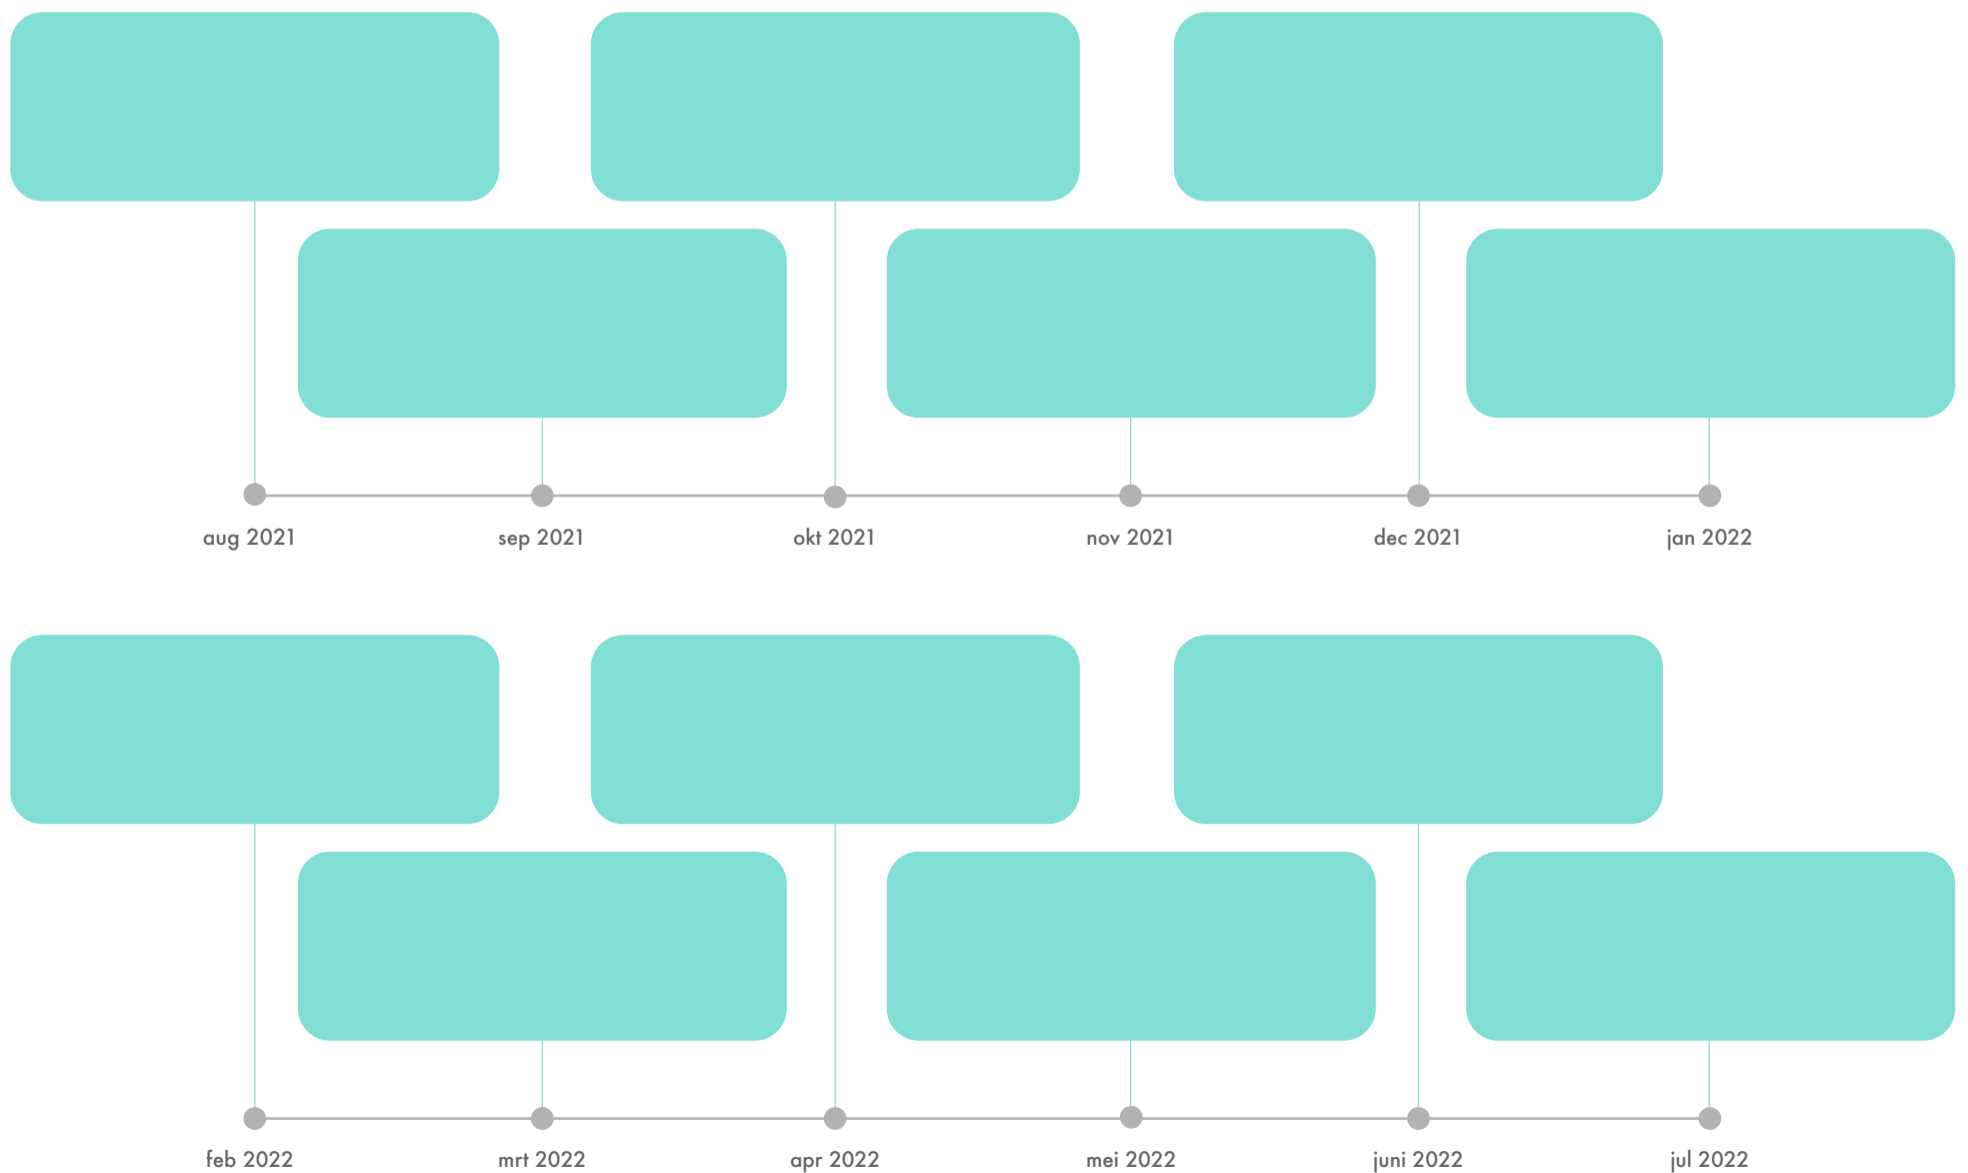 aug 2021
sep 2021
okt 2021
nov 2021
dec 2021
jan 2022
feb 2022
mrt 2022
apr 2022
mei 2022
juni 2022
jul 2022